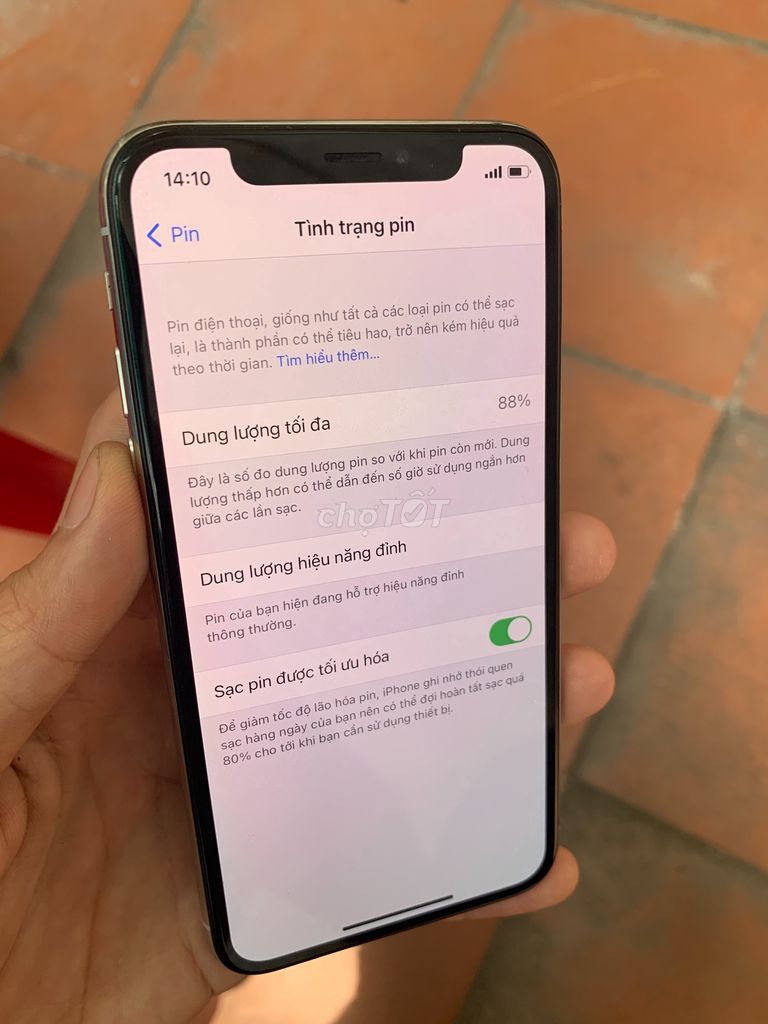 14:10
Pin
Tình trạng pin
Pin điện thoại, giống như tất cả các loại pin có thể sạc
lại, là thành phần có thể tiêu hao, trở nên kém hiệu quả
theo thời gian. Tìm hiểu thêm...
Dung lượng tối đa 88%
Đây là số đo dung lượng pin so với khi pin còn mới. Dung
lượng thấp hơn có thể dẫn đến số giờ sử dụng ngắn hơn
giữa các lần sạc.
chợTỐT
Dung lượng hiệu năng đỉnh
Pin của bạn hiện đang hỗ trợ hiệu năng đỉnh
thông thường.
Sạc pin được tối ưu hóa
Để giảm tốc độ lão hóa pin, iPhone ghi nhớ thói quen
sạc hàng ngày của bạn nên có thể đợi hoàn tất sạc quá
80% cho tới khi bạn cần sử dụng thiết bị.